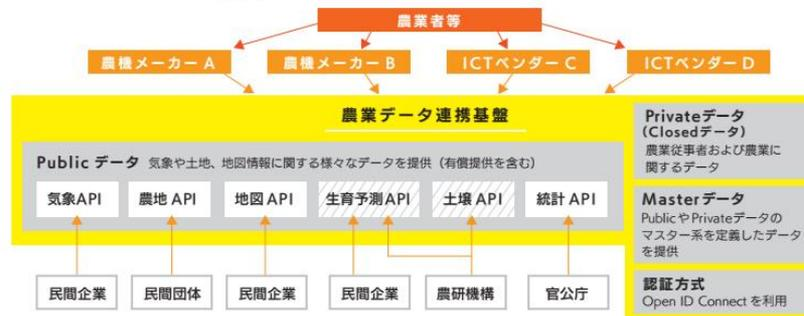 農業者等
農機メーカー A
農機メーカー B
ICTベンダー C
ICTベンダー D
農業データ連携基盤
Public データ 気象や土地、地図情報に関する様々なデータを提供（有償提供を含む）
気象API
農地 API
地図 API
生育予測API
土壌 API
統計 API
民間企業
民間団体
民間企業
民間企業
農研機構
官公庁
Privateデータ
(Closedデータ)
農業従事者および農業に
関するデータ
Masterデータ
PublicやPrivateデータの
マスター系を定義したデータ
を提供
認証方式
Open ID Connect を利用